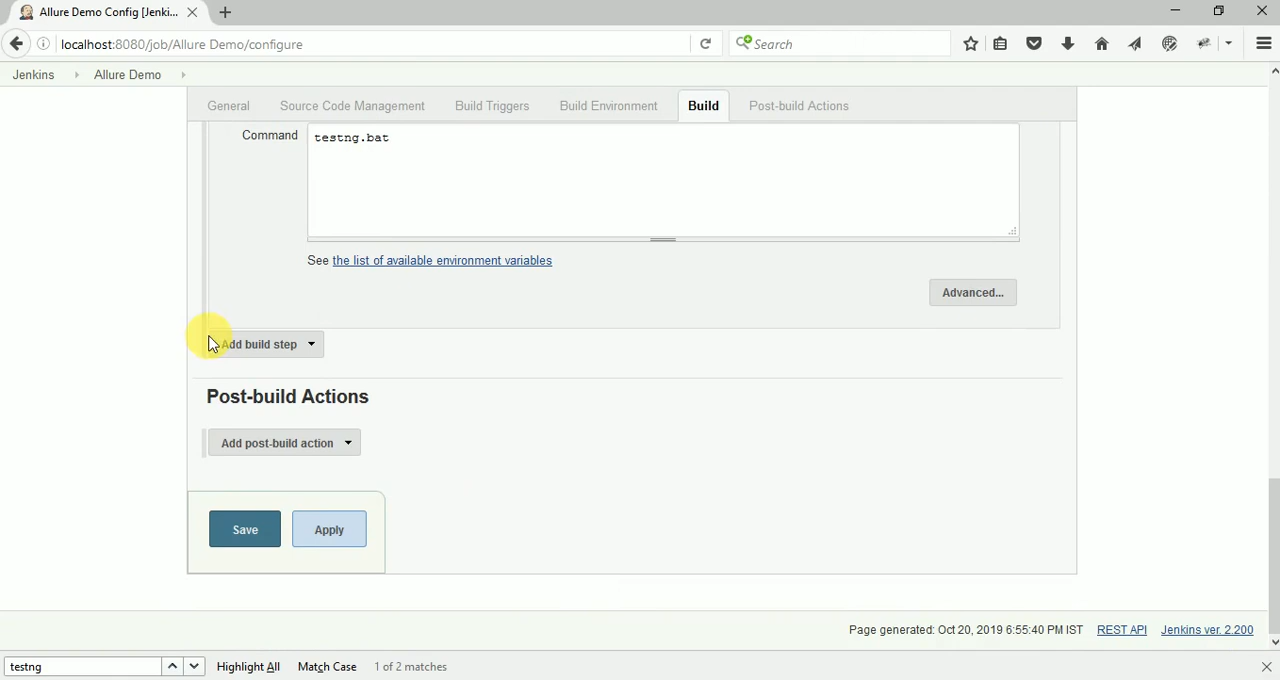 Allure Demo Config [Jenki...
localhost:8080/job/Allure Demo/configure
Search
Jenkins Allure Demo
General Source Code Management Build Triggers Build Environment Build Post-build Actions
Command testng.bat
See the list of available environment variables
Advanced...
Add build step
Post-build Actions
Add post-build action
Save Apply
Page generated: Oct 20, 2019 6:55:40 PM IST REST API Jenkins ver. 2.200
testng Highlight All Match Case 1 of 2 matches